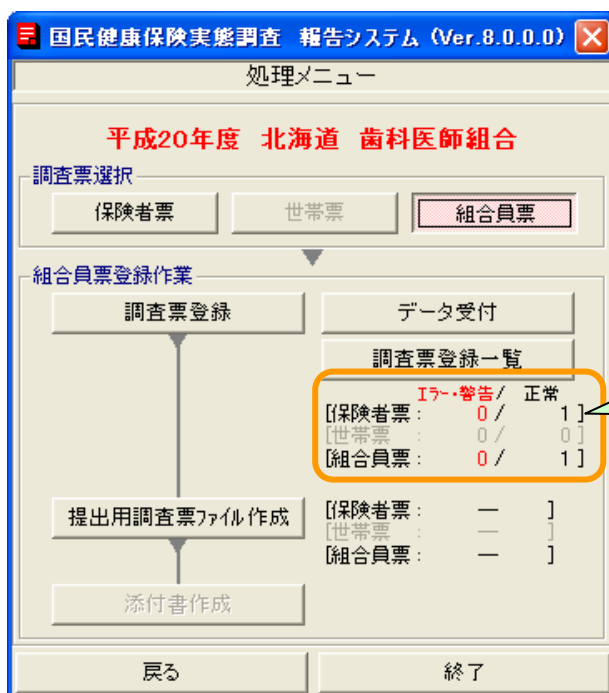 国民健康保険実態調査 報告システム (Ver.8.0.0.0)
処理メニュー
平成20年度 北海道 歯科医師組合
調査票選択
保険者票 世帯票 組合員票
組合員票登録作業
調査票登録 データ受付
調査票登録一覧
エラー・警告/ 正常
[保険者票: 0/ 1]
[世帯票 : 0/ 0]
[組合員票: 0/ 1]
提出用調査票ファイル作成
[保険者票: — ]
[世帯票 : — ]
[組合員票: — ]
添付書作成
戻る 終了